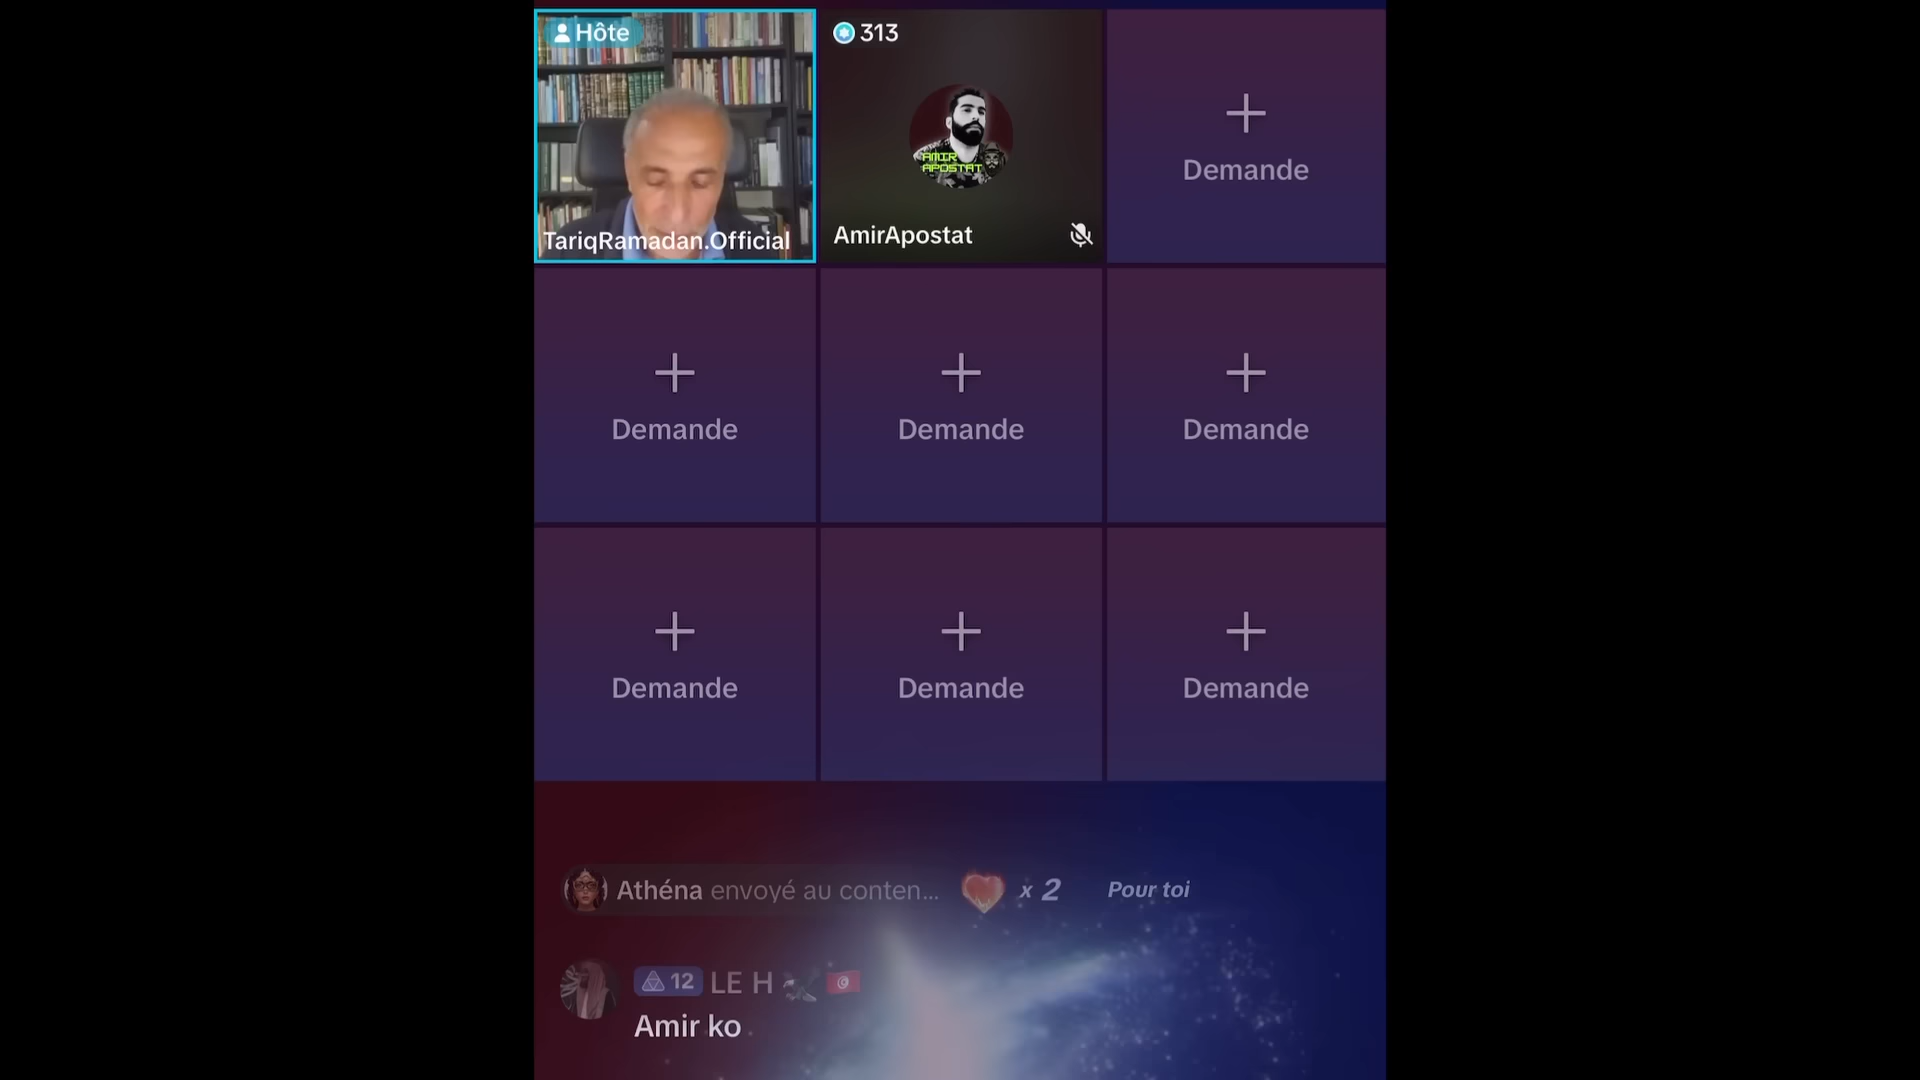 Hôte
TariqRamadan.Official
313
AMIR
APOSTAT
AmirApostat
Demande
Demande
Demande
Demande
Demande
Demande
Demande
Athéna envoyé au conten... x 2 Pour toi
12 LE H
Amir ko